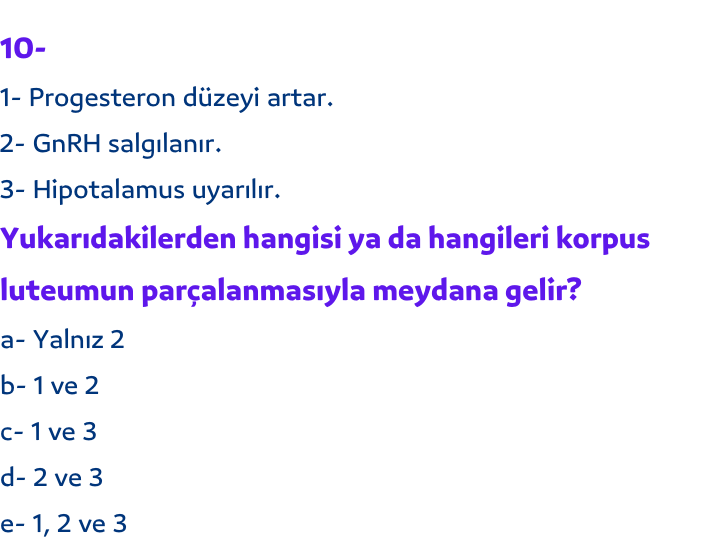 10-
1- Progesteron düzeyi artar.
2- GnRH salgılanır.
3- Hipotalamus uyarılır.
Yukarıdakilerden hangisi ya da hangileri korpus
luteumun parçalanmasıyla meydana gelir?
a- Yalnız 2
b- 1 ve 2
c- 1 ve 3
d- 2 ve 3
e- 1, 2 ve 3